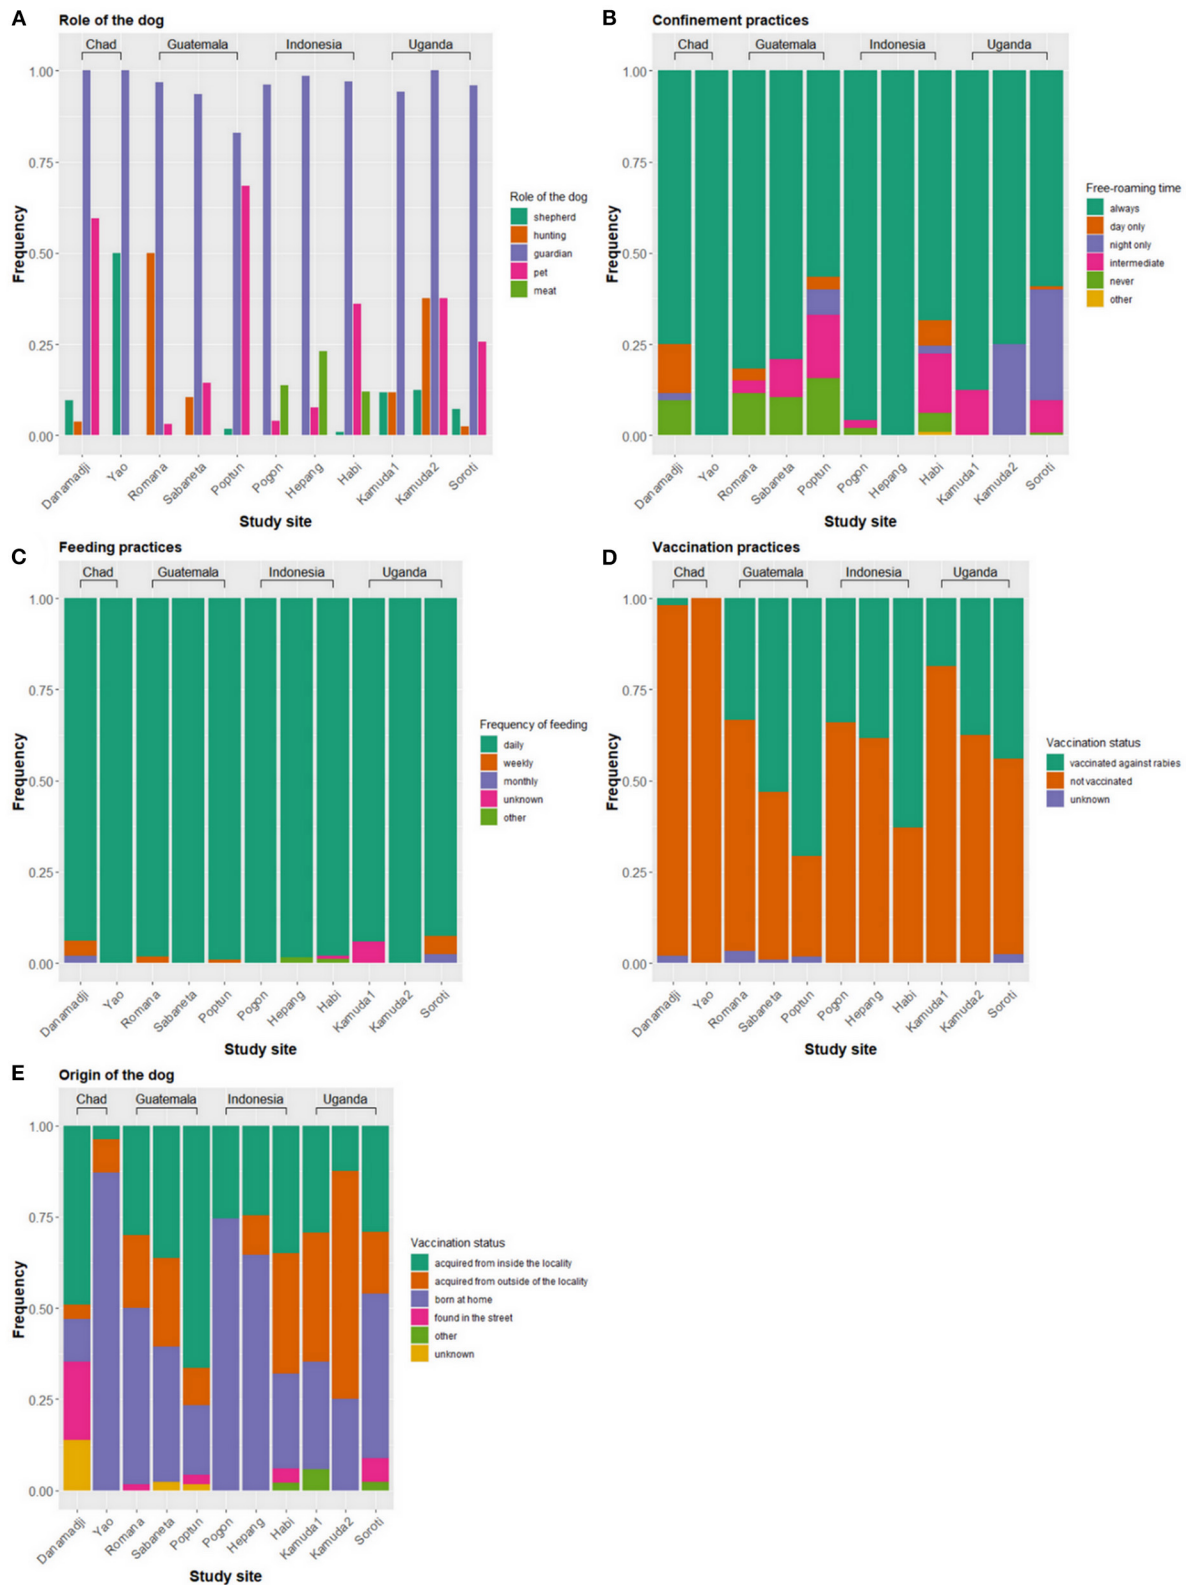 A
Role of the dog
Chad Guatemala Indonesia Uganda
1.00
0.75
0.50
0.25
0.00
Frequency
Danamadji Yao Romana Sabaneta Poptun Pogon Hepang Habi Kamuda1 Kamuda2 Soroti
Study site
Role of the dog
shepherd
hunting
guardian
pet
meat
B
Confinement practices
Chad Guatemala Indonesia Uganda
1.00
0.75
0.50
0.25
0.00
Frequency
Danamadji Yao Romana Sabaneta Poptun Pogon Hepang Habi Kamuda1 Kamuda2 Soroti
Study site
Free-roaming time
always
day only
night only
intermediate
never
other
C
Feeding practices
Chad Guatemala Indonesia Uganda
1.00
0.75
0.50
0.25
0.00
Frequency
Danamadji Yao Romana Sabaneta Poptun Pogon Hepang Habi Kamuda1 Kamuda2 Soroti
Study site
Frequency of feeding
daily
weekly
monthly
unknown
other
D
Vaccination practices
Chad Guatemala Indonesia Uganda
1.00
0.75
0.50
0.25
0.00
Frequency
Danamadji Yao Romana Sabaneta Poptun Pogon Hepang Habi Kamuda1 Kamuda2 Soroti
Study site
Vaccination status
vaccinated against rabies
not vaccinated
unknown
E
Origin of the dog
Chad Guatemala Indonesia Uganda
1.00
0.75
0.50
0.25
0.00
Frequency
Danamadji Yao Romana Sabaneta Poptun Pogon Hepang Habi Kamuda1 Kamuda2 Soroti
Study site
Vaccination status
acquired from inside the locality
acquired from outside of the locality
born at home
found in the street
other
unknown